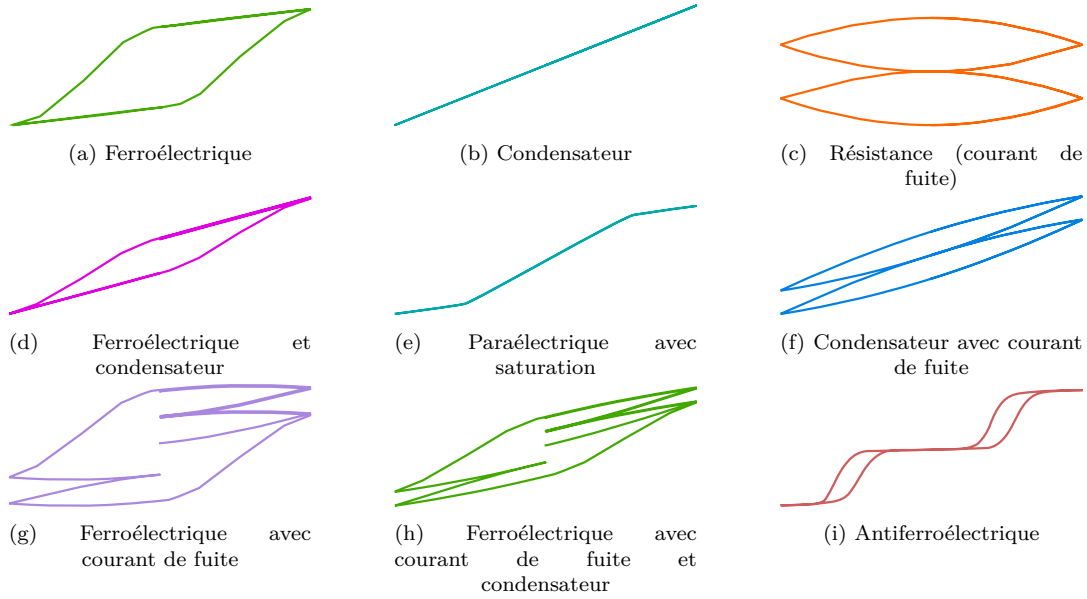 (a) Ferroélectrique
(b) Condensateur
(c) Résistance (courant de
fuite)
(d) Ferroélectrique et
condensateur
(e) Paraélectrique avec
saturation
(f) Condensateur avec courant
de fuite
(g) Ferroélectrique avec
courant de fuite
(h) Ferroélectrique avec
courant de fuite et
condensateur
(i) Antiferroélectrique